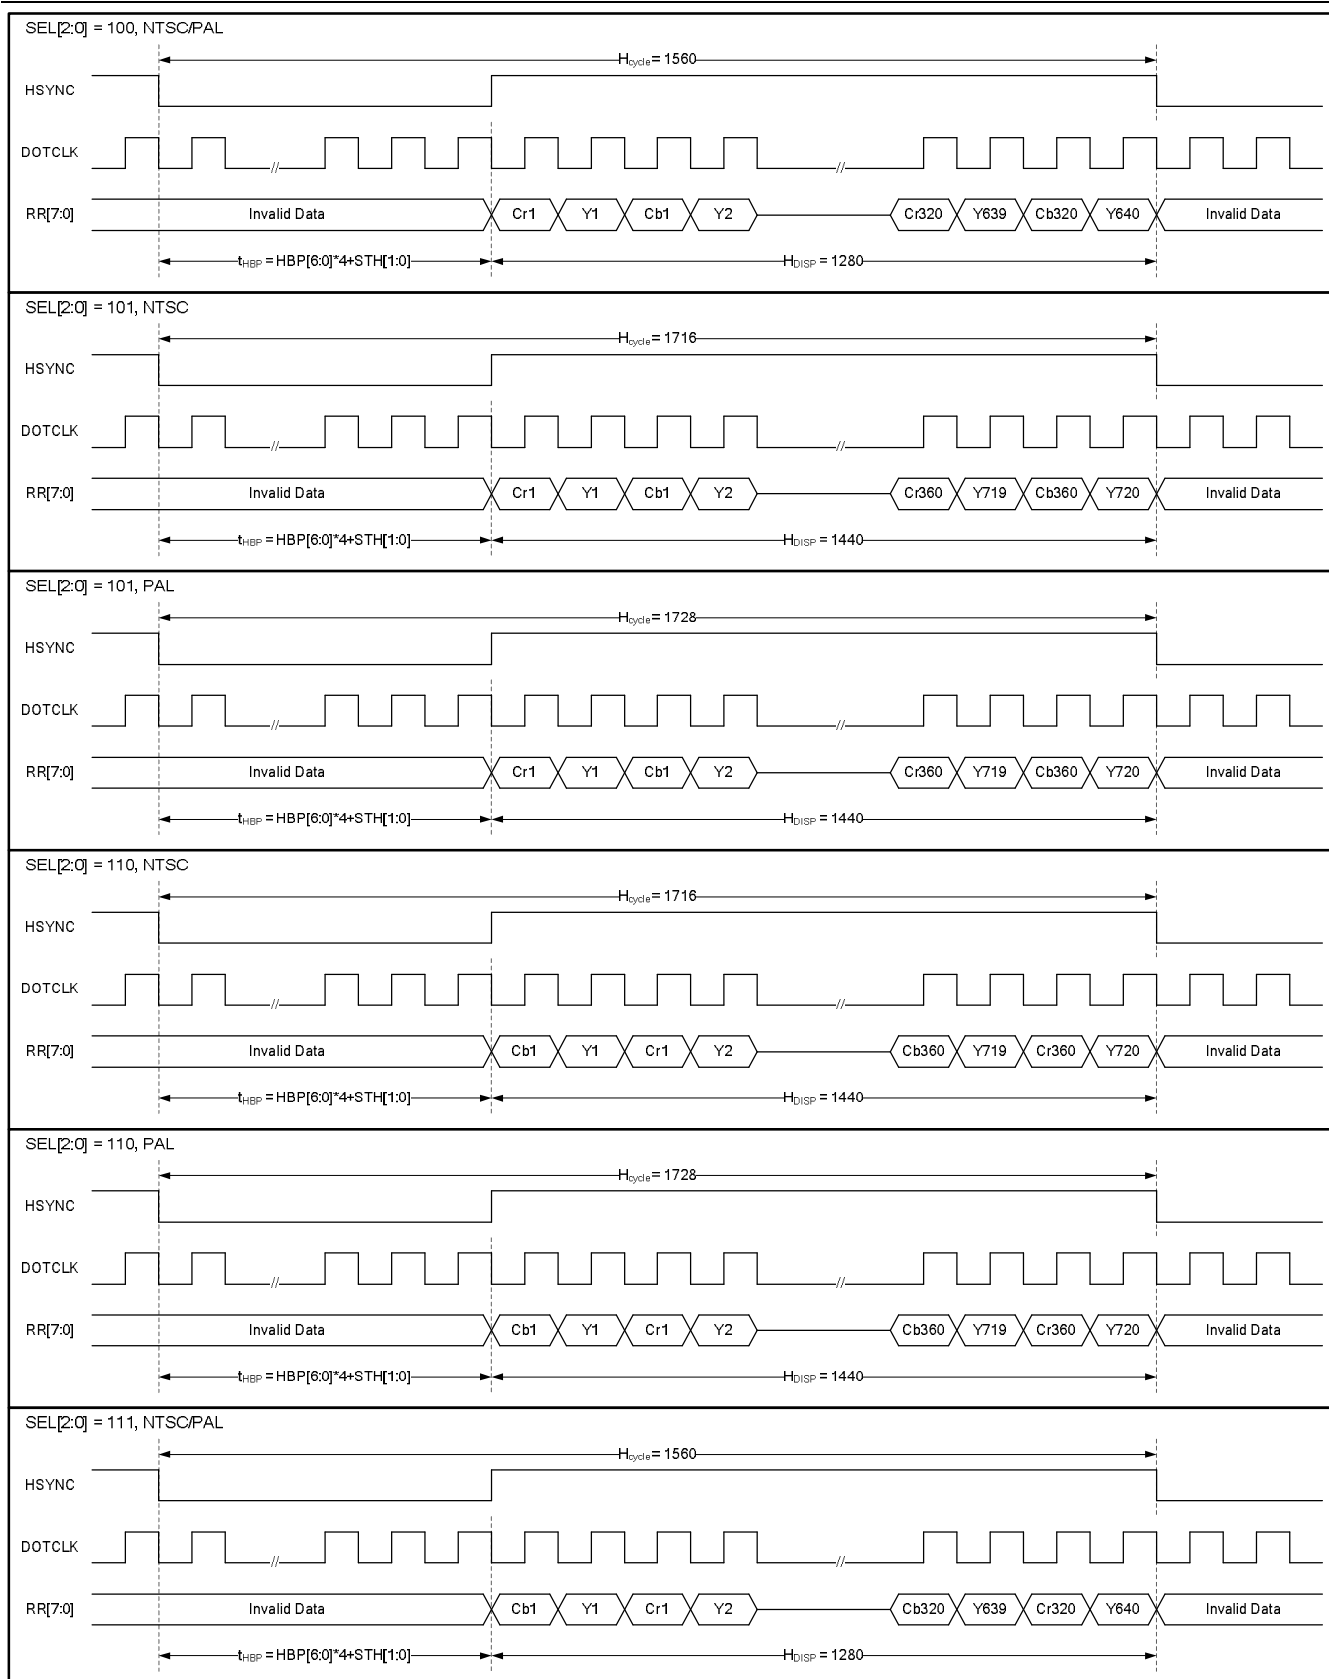 SEL[2:0] = 100, NTSC/PAL
Hcycle = 1560
HSYNC
DOTCLK // //
RR[7:0] Invalid Data Cr1 Y1 Cb1 Y2 Cr320 Y639 Cb320 Y640 Invalid Data
tHBP = HBP[6:0]*4+STH[1:0] HDISP = 1280
SEL[2:0] = 101, NTSC
Hcycle = 1716
HSYNC
DOTCLK // //
RR[7:0] Invalid Data Cr1 Y1 Cb1 Y2 Cr360 Y719 Cb360 Y720 Invalid Data
tHBP = HBP[6:0]*4+STH[1:0] HDISP = 1440
SEL[2:0] = 101, PAL
Hcycle = 1728
HSYNC
DOTCLK // //
RR[7:0] Invalid Data Cr1 Y1 Cb1 Y2 Cr360 Y719 Cb360 Y720 Invalid Data
tHBP = HBP[6:0]*4+STH[1:0] HDISP = 1440
SEL[2:0] = 110, NTSC
Hcycle = 1716
HSYNC
DOTCLK // //
RR[7:0] Invalid Data Cb1 Y1 Cr1 Y2 Cb360 Y719 Cr360 Y720 Invalid Data
tHBP = HBP[6:0]*4+STH[1:0] HDISP = 1440
SEL[2:0] = 110, PAL
Hcycle = 1728
HSYNC
DOTCLK // //
RR[7:0] Invalid Data Cb1 Y1 Cr1 Y2 Cb360 Y719 Cr360 Y720 Invalid Data
tHBP = HBP[6:0]*4+STH[1:0] HDISP = 1440
SEL[2:0] = 111, NTSC/PAL
Hcycle = 1560
HSYNC
DOTCLK // //
RR[7:0] Invalid Data Cb1 Y1 Cr1 Y2 Cb320 Y639 Cr320 Y640 Invalid Data
tHBP = HBP[6:0]*4+STH[1:0] HDISP = 1280